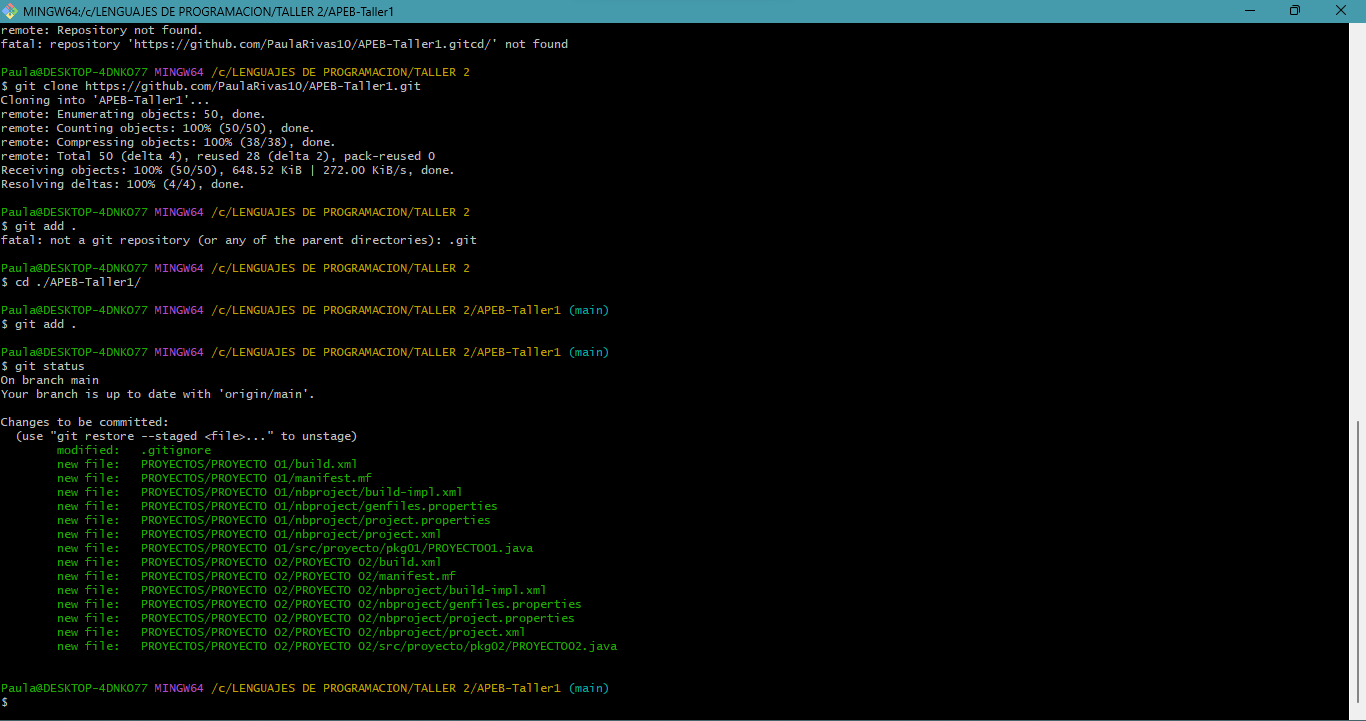 MINGW64:/c/LENGUAJES DE PROGRAMACION/TALLER 2/APEB-Taller1
remote: Repository not found.
fatal: repository 'https://github.com/PaulaRivas10/APEB-Taller1.gitcd/' not found
Paula@DESKTOP-4DNKO77 MINGW64 /c/LENGUAJES DE PROGRAMACION/TALLER 2
$ git clone https://github.com/PaulaRivas10/APEB-Taller1.git
Cloning into 'APEB-Taller1'...
remote: Enumerating objects: 50, done.
remote: Counting objects: 100% (50/50), done.
remote: Compressing objects: 100% (38/38), done.
remote: Total 50 (delta 4), reused 28 (delta 2), pack-reused 0
Receiving objects: 100% (50/50), 648.52 KiB | 272.00 KiB/s, done.
Resolving deltas: 100% (4/4), done.
Paula@DESKTOP-4DNKO77 MINGW64 /c/LENGUAJES DE PROGRAMACION/TALLER 2
$ git add .
fatal: not a git repository (or any of the parent directories): .git
Paula@DESKTOP-4DNKO77 MINGW64 /c/LENGUAJES DE PROGRAMACION/TALLER 2
$ cd ./APEB-Taller1/
Paula@DESKTOP-4DNKO77 MINGW64 /c/LENGUAJES DE PROGRAMACION/TALLER 2/APEB-Taller1 (main)
$ git add .
Paula@DESKTOP-4DNKO77 MINGW64 /c/LENGUAJES DE PROGRAMACION/TALLER 2/APEB-Taller1 (main)
$ git status
On branch main
Your branch is up to date with 'origin/main'.
Changes to be committed:
  (use "git restore --staged <file>..." to unstage)
        modified:   .gitignore
        new file:   PROYECTOS/PROYECTO 01/build.xml
        new file:   PROYECTOS/PROYECTO 01/manifest.mf
        new file:   PROYECTOS/PROYECTO 01/nbproject/build-impl.xml
        new file:   PROYECTOS/PROYECTO 01/nbproject/genfiles.properties
        new file:   PROYECTOS/PROYECTO 01/nbproject/project.properties
        new file:   PROYECTOS/PROYECTO 01/nbproject/project.xml
        new file:   PROYECTOS/PROYECTO 01/src/proyecto/pkg01/PROYECTO01.java
        new file:   PROYECTOS/PROYECTO 02/PROYECTO 02/build.xml
        new file:   PROYECTOS/PROYECTO 02/PROYECTO 02/manifest.mf
        new file:   PROYECTOS/PROYECTO 02/PROYECTO 02/nbproject/build-impl.xml
        new file:   PROYECTOS/PROYECTO 02/PROYECTO 02/nbproject/genfiles.properties
        new file:   PROYECTOS/PROYECTO 02/PROYECTO 02/nbproject/project.properties
        new file:   PROYECTOS/PROYECTO 02/PROYECTO 02/nbproject/project.xml
        new file:   PROYECTOS/PROYECTO 02/PROYECTO 02/src/proyecto/pkg02/PROYECTO02.java
Paula@DESKTOP-4DNKO77 MINGW64 /c/LENGUAJES DE PROGRAMACION/TALLER 2/APEB-Taller1 (main)
$